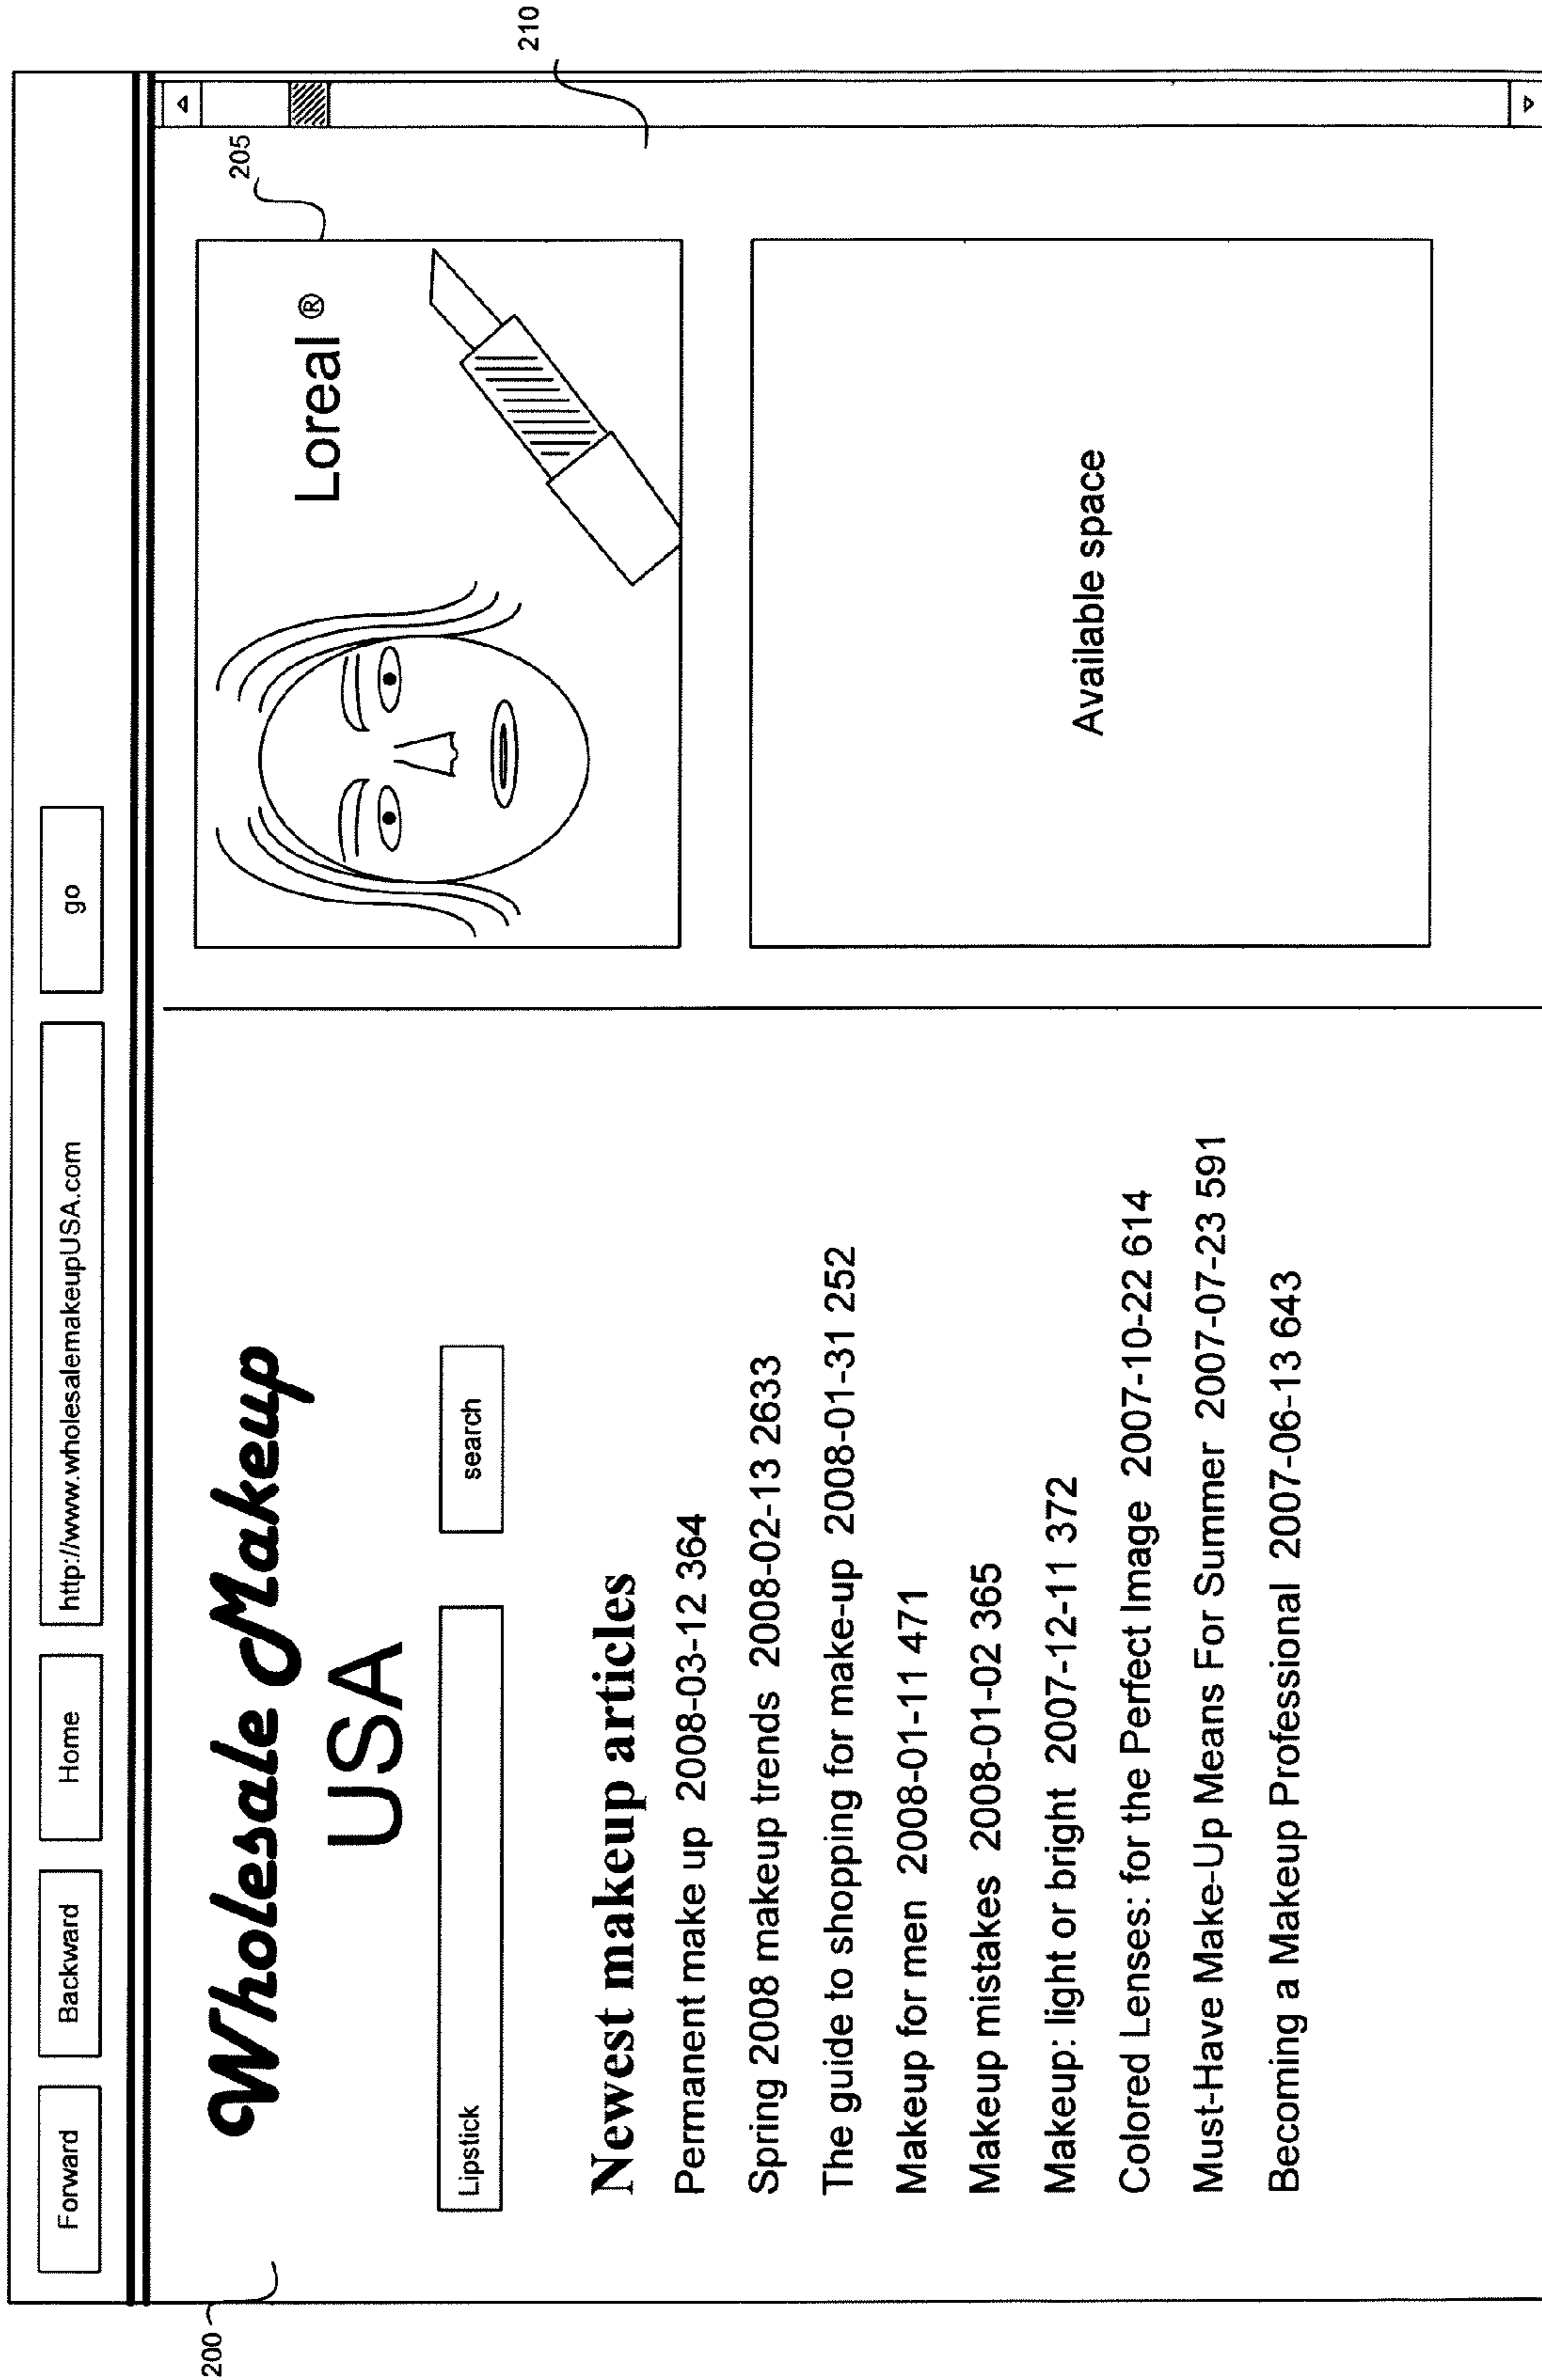 Forward
Backward
Home
http://www.wholesalemakeupUSA.com
go
200
Wholesale Makeup
USA
Lipstick
search
Newest makeup articles
Permanent make up 2008-03-12 364
Spring 2008 makeup trends 2008-02-13 2633
The guide to shopping for make-up 2008-01-31 252
Makeup for men 2008-01-11 471
Makeup mistakes 2008-01-02 365
Makeup: light or bright 2007-12-11 372
Colored Lenses: for the Perfect Image 2007-10-22 614
Must-Have Make-Up Means For Summer 2007-07-23 591
Becoming a Makeup Professional 2007-06-13 643
205
Loreal ®
210
Available space